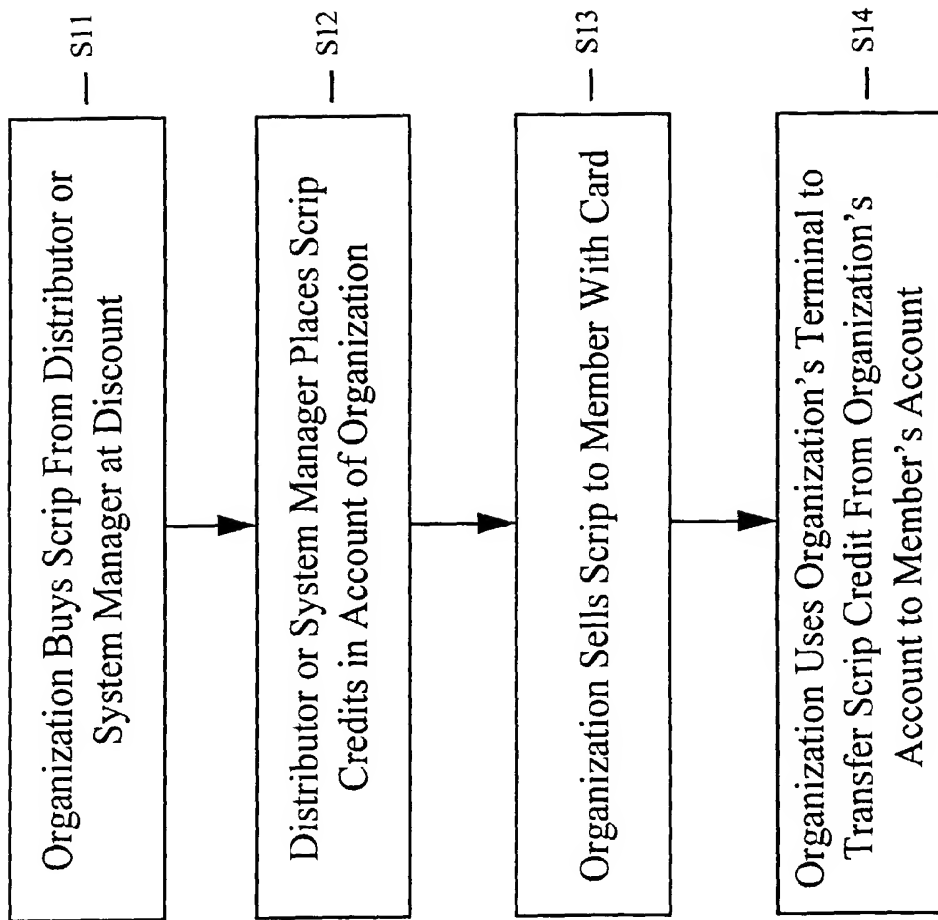 Organization Buys Scrip From Distributor or
System Manager at Discount
S11
Distributor or System Manager Places Scrip
Credits in Account of Organization
S12
Organization Sells Scrip to Member With Card
S13
Organization Uses Organization's Terminal to
Transfer Scrip Credit From Organization's
Account to Member's Account
S14